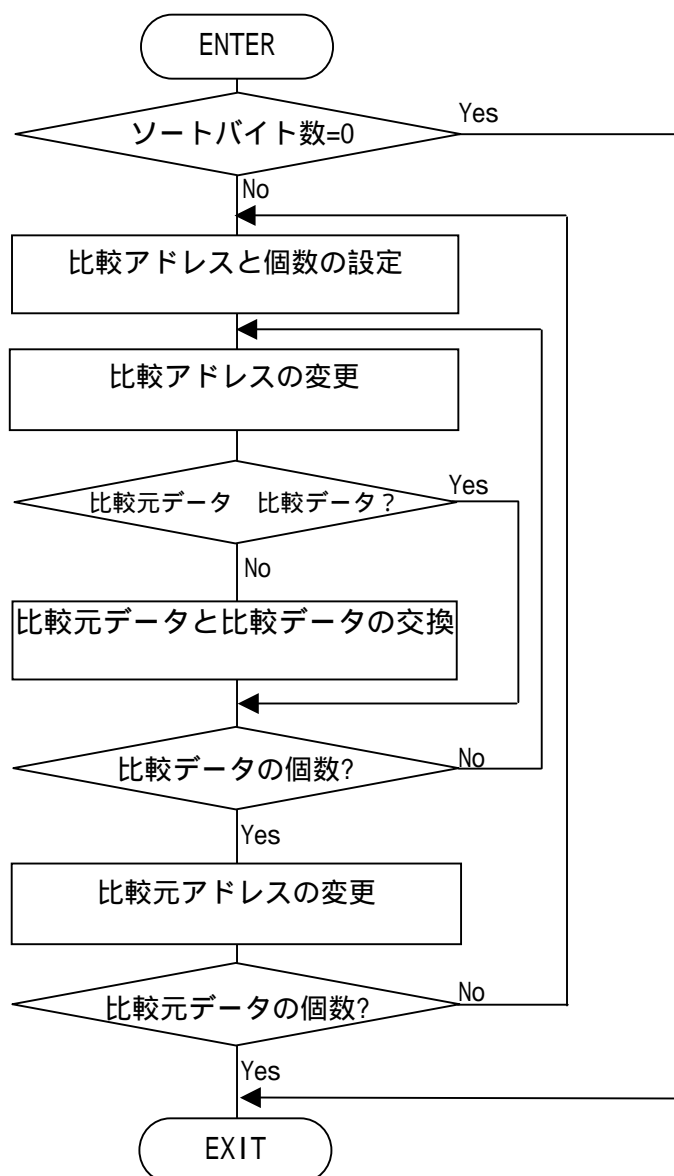 ENTER
ソートバイト数=0
Yes
No
比較アドレスと個数の設定
比較アドレスの変更
比較元データ　比較データ？
Yes
No
比較元データと比較データの交換
比較データの個数?
No
Yes
比較元アドレスの変更
比較元データの個数?
No
Yes
EXIT